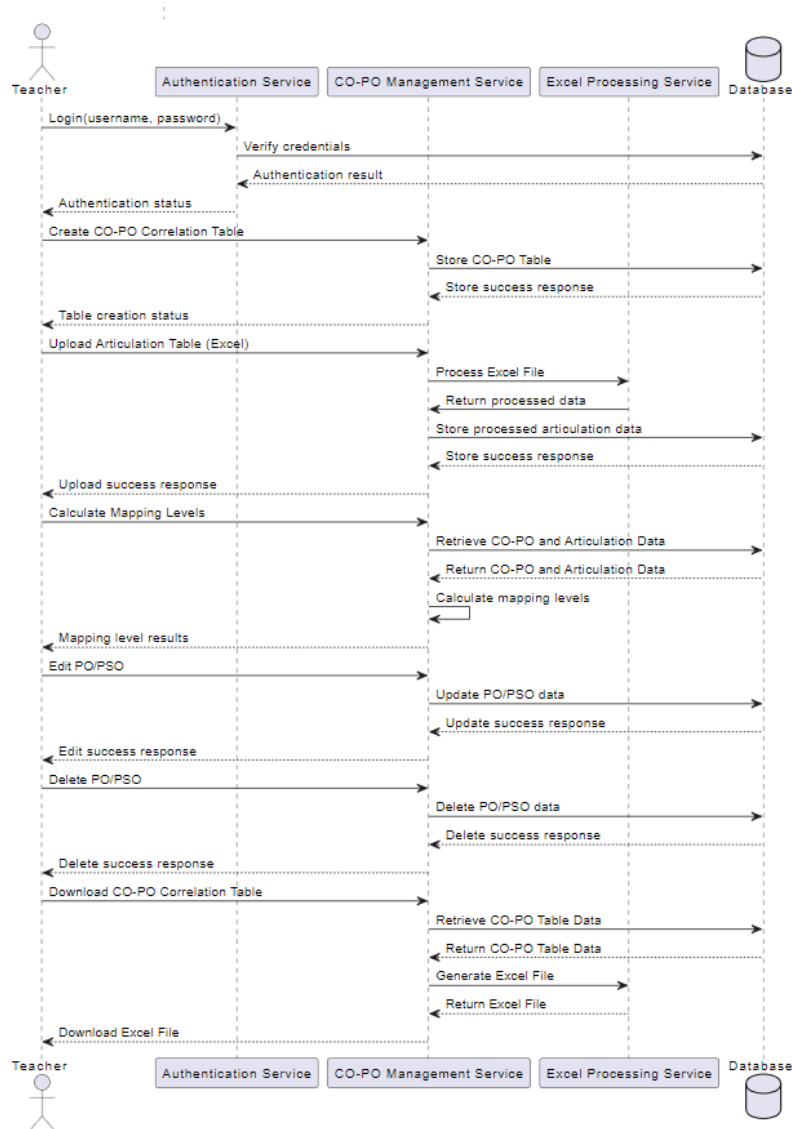 Teacher
Authentication Service
CO-PO Management Service
Excel Processing Service
Database
Login(username, password)
Verify credentials
Authentication result
Authentication status
Create CO-PO Correlation Table
Store CO-PO Table
Store success response
Table creation status
Upload Articulation Table (Excel)
Process Excel File
Return processed data
Store processed articulation data
Store success response
Upload success response
Calculate Mapping Levels
Retrieve CO-PO and Articulation Data
Return CO-PO and Articulation Data
Calculate mapping levels
Mapping level results
Edit PO/PSO
Update PO/PSO data
Update success response
Edit success response
Delete PO/PSO
Delete PO/PSO data
Delete success response
Delete success response
Download CO-PO Correlation Table
Retrieve CO-PO Table Data
Return CO-PO Table Data
Generate Excel File
Return Excel File
Download Excel File
Teacher
Authentication Service
CO-PO Management Service
Excel Processing Service
Database